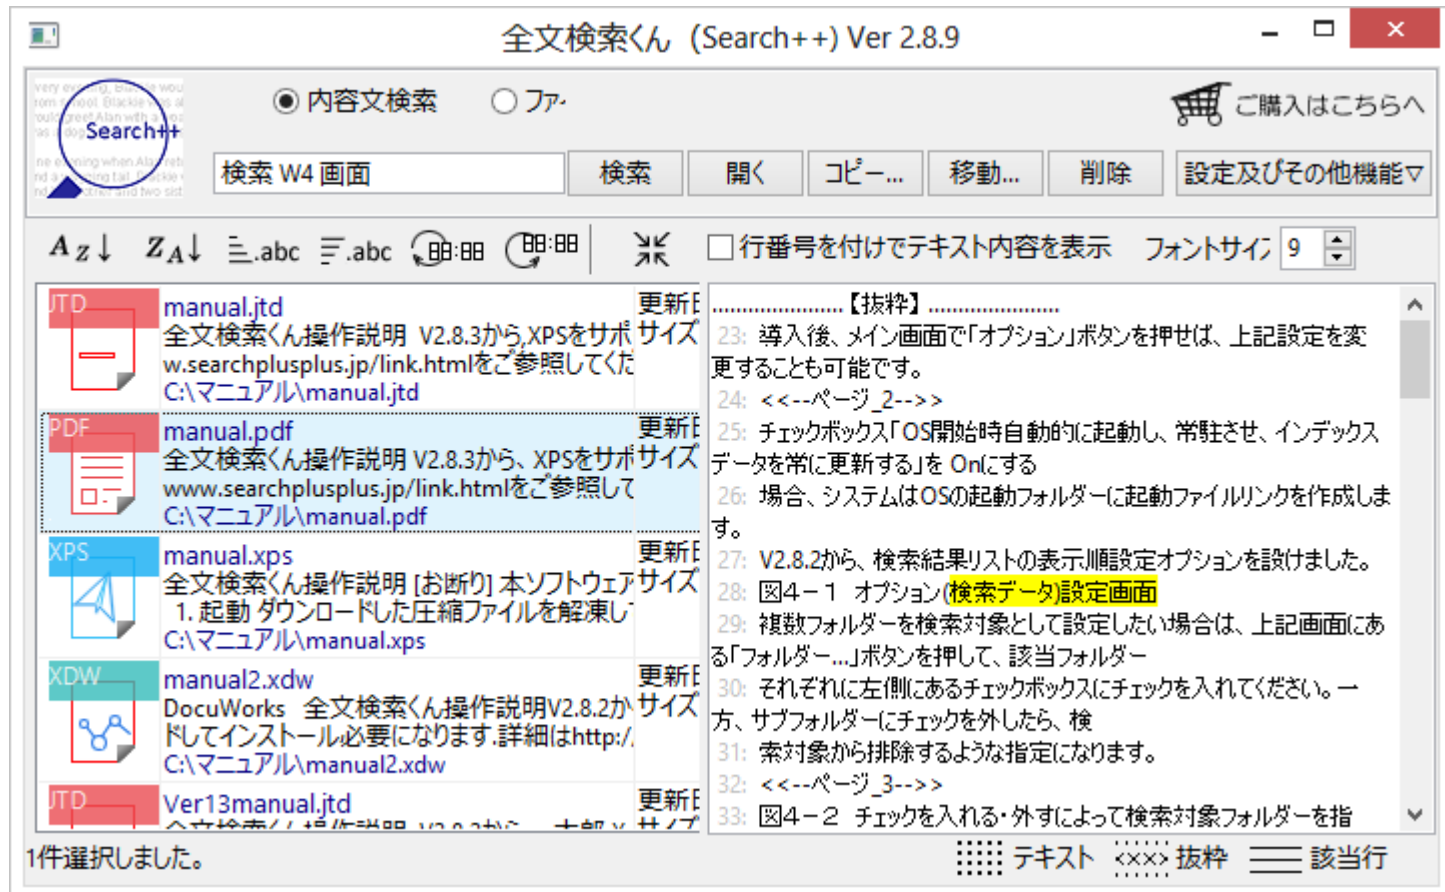 全文検索くん (Search++) Ver 2.8.9
Search++
内容文検索
ファ
ご購入はこちらへ
検索 W4 画面
検索
開く
コピー...
移動...
削除
設定及びその他機能▽
AZ↓
ZA↓
.abc
.abc
88:88
88:88
行番号を付けでテキスト内容を表示
フォントサイズ
9
JTD
manual.jtd
全文検索くん操作説明 V2.8.3から,XPSをサポ
w.searchplusplus.jp/link.htmlをご参照してくだ
C:\マニュアル\manual.jtd
更新日
サイズ
PDF
manual.pdf
全文検索くん操作説明 V2.8.3から、XPSをサポ
www.searchplusplus.jp/link.htmlをご参照して
C:\マニュアル\manual.pdf
更新日
サイズ
XPS
manual.xps
全文検索くん操作説明 [お断り] 本ソフトウェア
1. 起動 ダウンロードした圧縮ファイルを解凍し
C:\マニュアル\manual.xps
更新日
サイズ
XDW
manual2.xdw
DocuWorks 全文検索くん操作説明V2.8.2か
ドしてインストール必要になります.詳細はhttp:/
C:\マニュアル\manual2.xdw
更新日
サイズ
JTD
Ver13manual.jtd
更新日
.....................【抜粋】.....................
23: 導入後、メイン画面で「オプション」ボタンを押せば、上記設定を変
更することも可能です。
24: <<--ページ_2-->>
25: チェックボックス「OS開始時自動的に起動し、常駐させ、インデックス
データを常に更新する」を Onにする
26: 場合、システムはOSの起動フォルダーに起動ファイルリンクを作成しま
す。
27: V2.8.2から、検索結果リストの表示順設定オプションを設けました。
28: 図4－1 オプション(検索データ)設定画面
29: 複数フォルダーを検索対象として設定したい場合は、上記画面にあ
る「フォルダー...」ボタンを押して、該当フォルダー
30: それぞれに左側にあるチェックボックスにチェックを入れてください。一
方、サブフォルダーにチェックを外したら、検
31: 索対象から排除するような指定になります。
32: <<--ページ_3-->>
33: 図4－2 チェックを入れる・外すによって検索対象フォルダーを指
1件選択しました。
テキスト
<xx> 抜粋
該当行